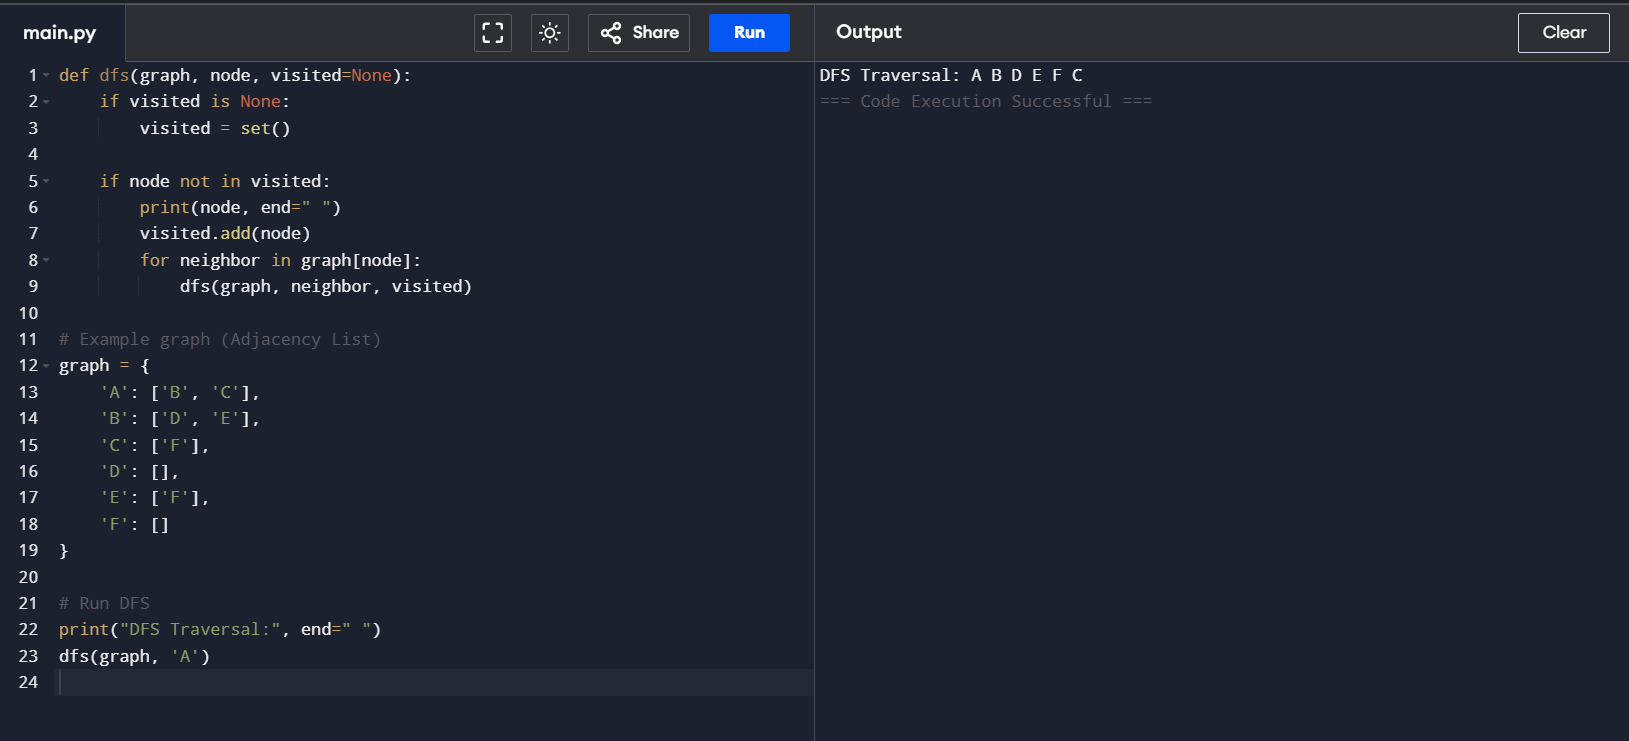 main.py
Share
Run
Output
Clear
1 def dfs(graph, node, visited=None):
2     if visited is None:
3         visited = set()
4
5     if node not in visited:
6         print(node, end=" ")
7         visited.add(node)
8         for neighbor in graph[node]:
9             dfs(graph, neighbor, visited)
10
11 # Example graph (Adjacency List)
12 graph = {
13     'A': ['B', 'C'],
14     'B': ['D', 'E'],
15     'C': ['F'],
16     'D': [],
17     'E': ['F'],
18     'F': []
19 }
20
21 # Run DFS
22 print("DFS Traversal:", end=" ")
23 dfs(graph, 'A')
24
DFS Traversal: A B D E F C
=== Code Execution Successful ===